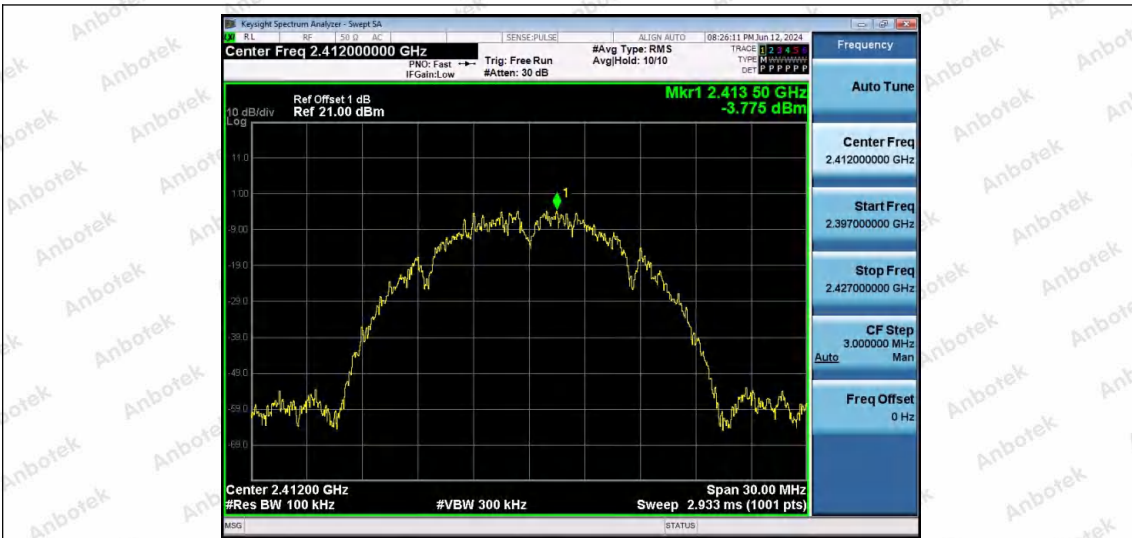 Keysight Spectrum Analyzer - Swept SA
RL RF 50 Ω AC SENSE:PULSE ALIGN AUTO 08:26:11 PM Jun 12, 2024
Center Freq 2.412000000 GHz
PNO: Fast
IFGain:Low
Trig: Free Run
#Atten: 30 dB
#Avg Type: RMS
Avg|Hold: 10/10
TRACE 1 2 3 4 5 6
TYPE M W W W W W
DET P P P P P P
Ref Offset 1 dB
10 dB/div Ref 21.00 dBm
Log
Mkr1 2.413 50 GHz
-3.775 dBm
11.0
1.00
-9.00
-19.0
-29.0
-39.0
-49.0
-59.0
-69.0
1
Center 2.41200 GHz
Span 30.00 MHz
#Res BW 100 kHz
#VBW 300 kHz
Sweep 2.933 ms (1001 pts)
MSG
STATUS
Frequency
Auto Tune
Center Freq
2.412000000 GHz
Start Freq
2.397000000 GHz
Stop Freq
2.427000000 GHz
CF Step
3.000000 MHz
Auto Man
Freq Offset
0 Hz
Anbotek